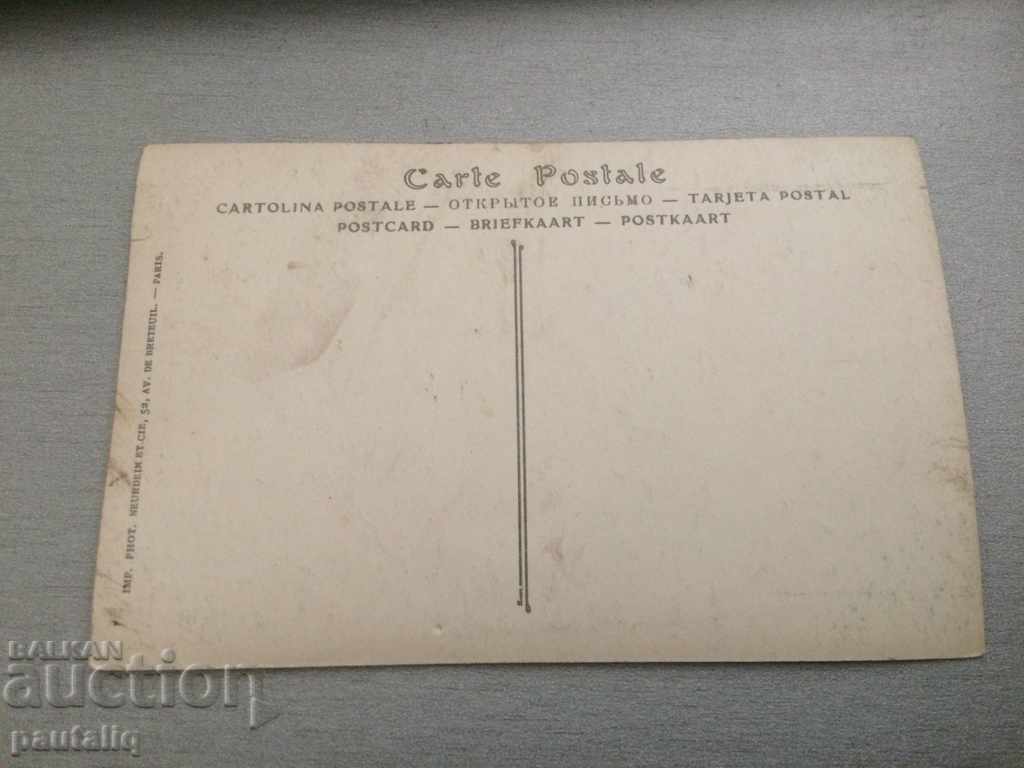 Carte Postale
CARTOLINA POSTALE — ОТКРЫТОЕ ПИСЬМО — TARJETA POSTAL
POSTCARD — BRIEFKAART — POSTKAART
IMP. PHOT. NEURDEIN ET CIE, 52, AV. DE BRETEUIL. — PARIS.
BALKAN
auction
pautaliq